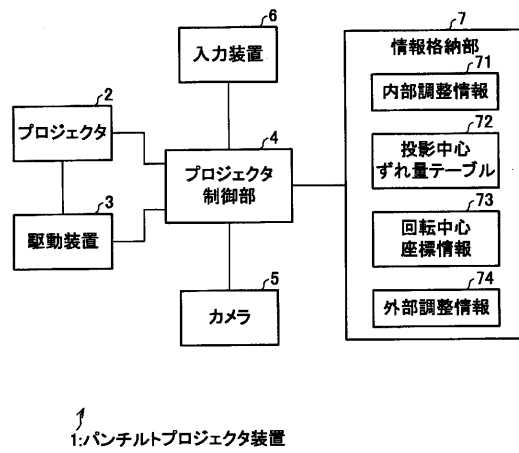 6
入力装置
2
プロジェクタ
3
駆動装置
4
プロジェクタ
制御部
5
カメラ
7
情報格納部
71
内部調整情報
72
投影中心
ずれ量テーブル
73
回転中心
座標情報
74
外部調整情報
1:パンチルトプロジェクタ装置